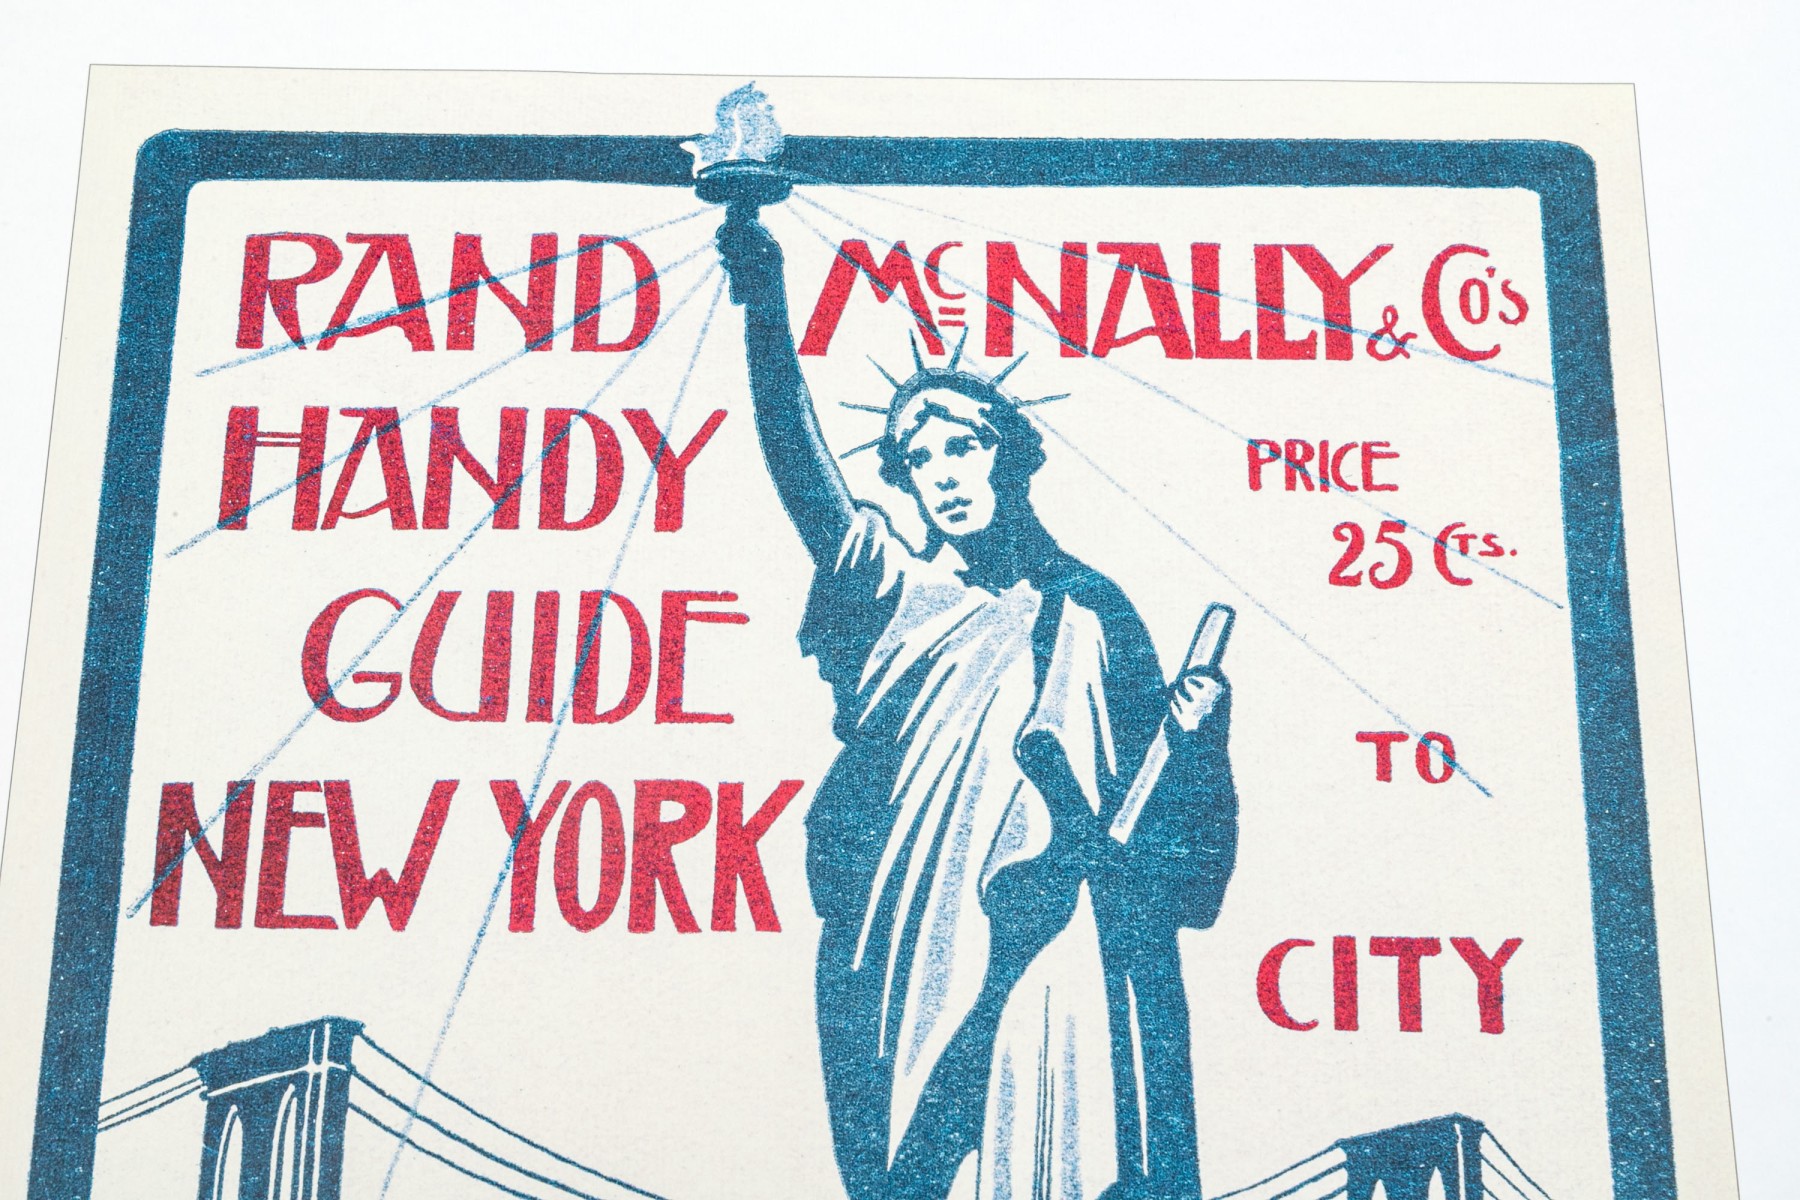 RAND McNALLY & Co's
HANDY
GUIDE
NEW YORK
PRICE
25 Cts.
TO
CITY